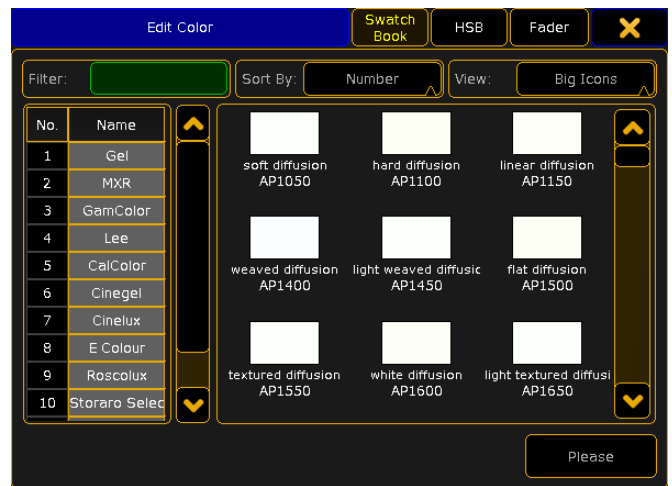 Edit Color
Swatch
Book
HSB
Fader
Filter:
Sort By:
Number
View:
Big Icons
No. Name
1 Gel
2 MXR
3 GamColor
4 Lee
5 CalColor
6 Cinegel
7 Cinelux
8 E Colour
9 Roscolux
10 Storaro Selec
soft diffusion
AP1050
hard diffusion
AP1100
linear diffusion
AP1150
weaved diffusion
AP1400
light weaved diffusic
AP1450
flat diffusion
AP1500
textured diffusion
AP1550
white diffusion
AP1600
light textured diffusi
AP1650
Please